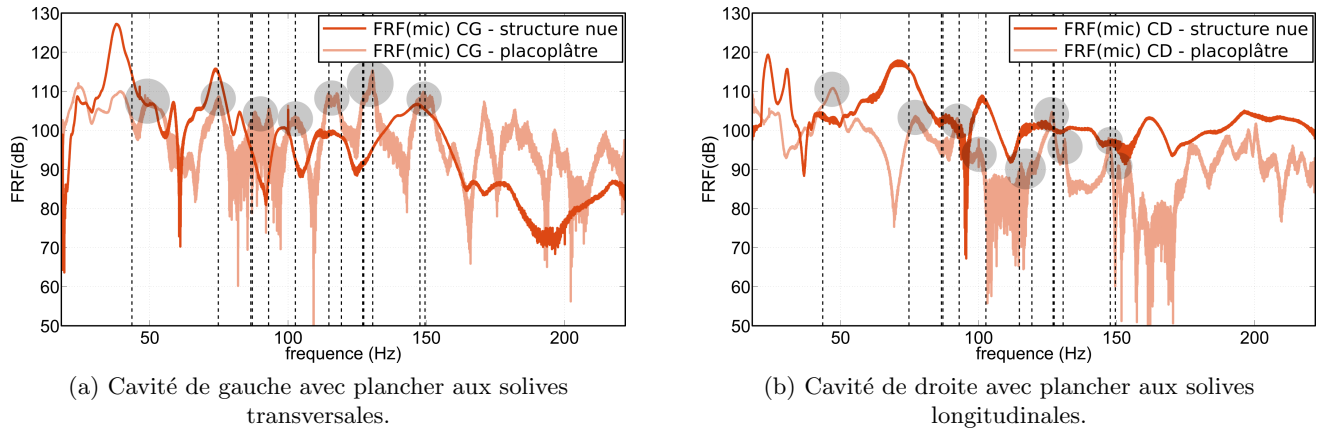 130
120
110
100
90
80
70
60
50
FRF(dB)
50
100
150
200
frequence (Hz)
FRF(mic) CG - structure nue
FRF(mic) CG - placoplâtre
(a) Cavité de gauche avec plancher aux solives
transversales.
130
120
110
100
90
80
70
60
50
FRF(dB)
50
100
150
200
frequence (Hz)
FRF(mic) CD - structure nue
FRF(mic) CD - placoplâtre
(b) Cavité de droite avec plancher aux solives
longitudinales.